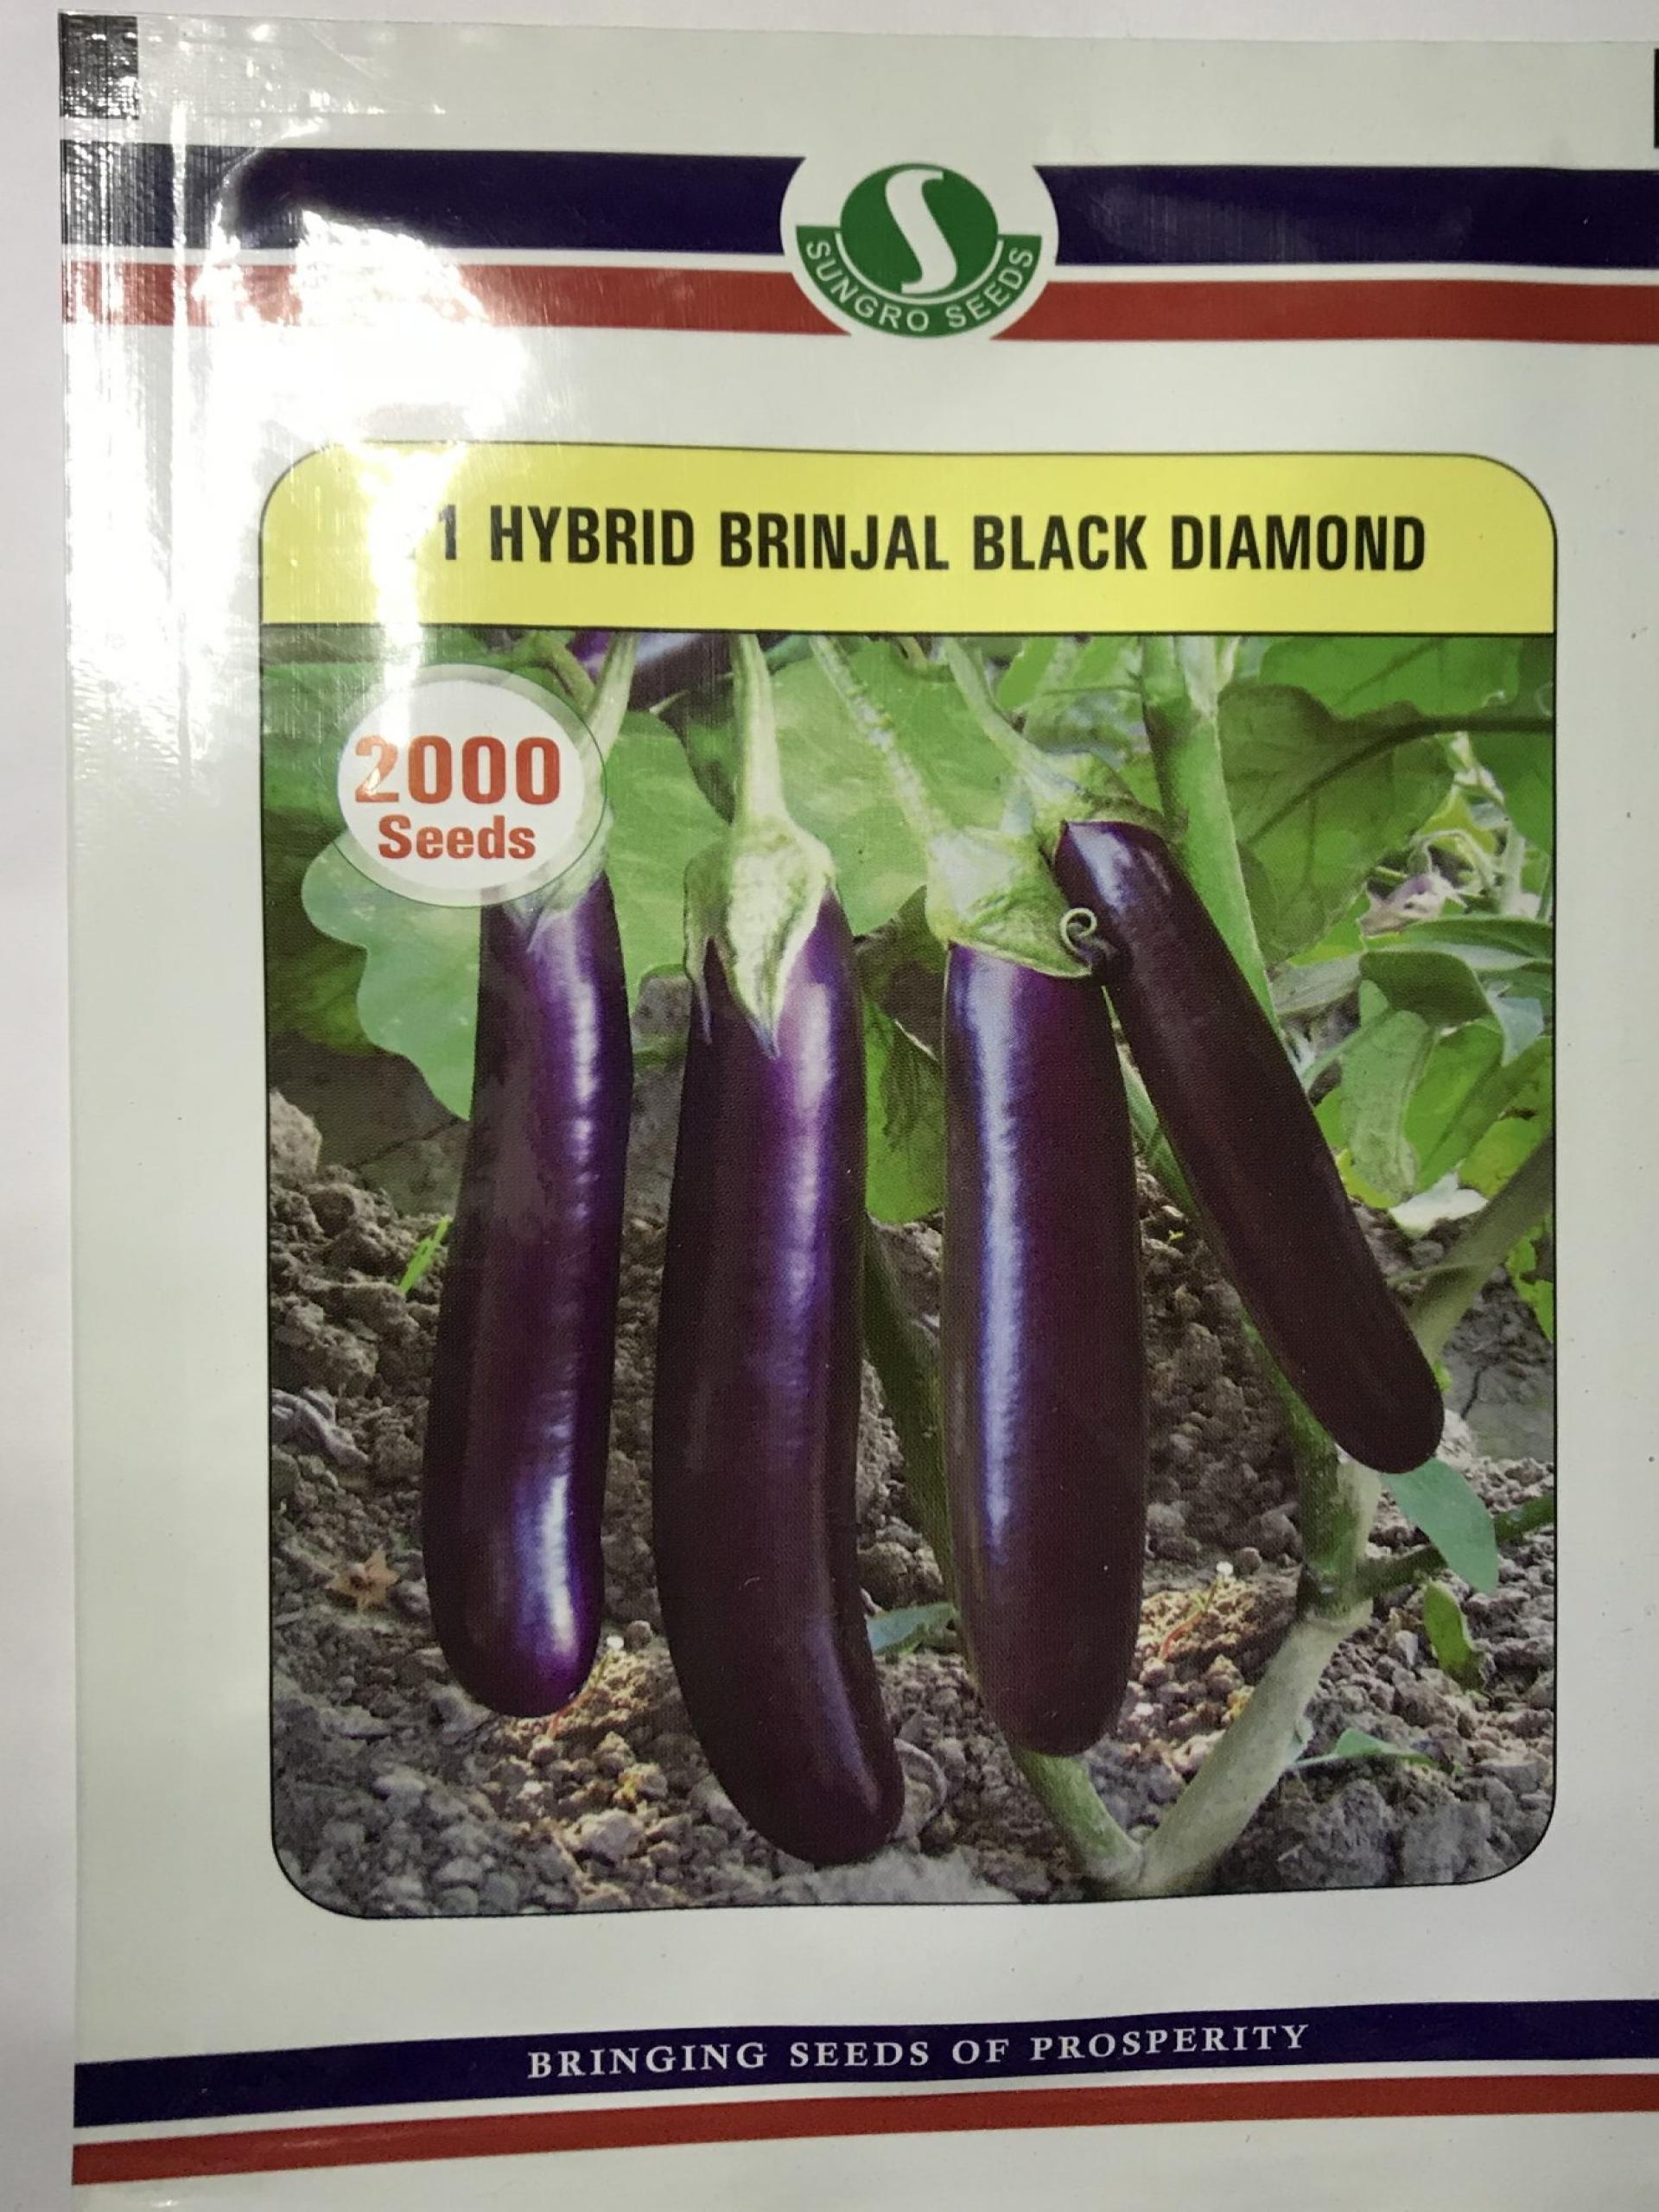 SUNGRO SEEDS
1 HYBRID BRINJAL BLACK DIAMOND
2000
Seeds
BRINGING SEEDS OF PROSPERITY